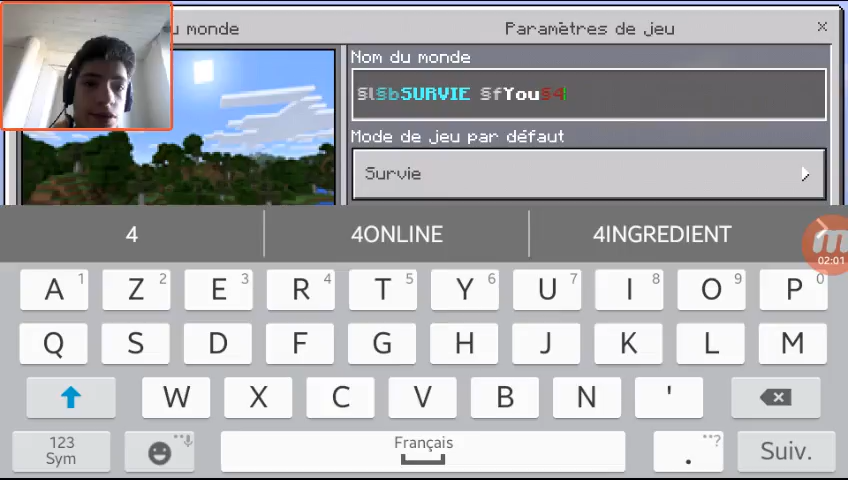 u monde
Paramètres de jeu
X
Nom du monde
§l§bSURVIE §fYou§4
Mode de jeu par défaut
Survie
4
4ONLINE
4INGREDIENT
02:01
A 1 Z 2 E 3 R 4 T 5 Y 6 U 7 I 8 O 9 P 0
Q S D F G H J K L M
W X C V B N '
123
Sym
Français
. ,?
Suiv.